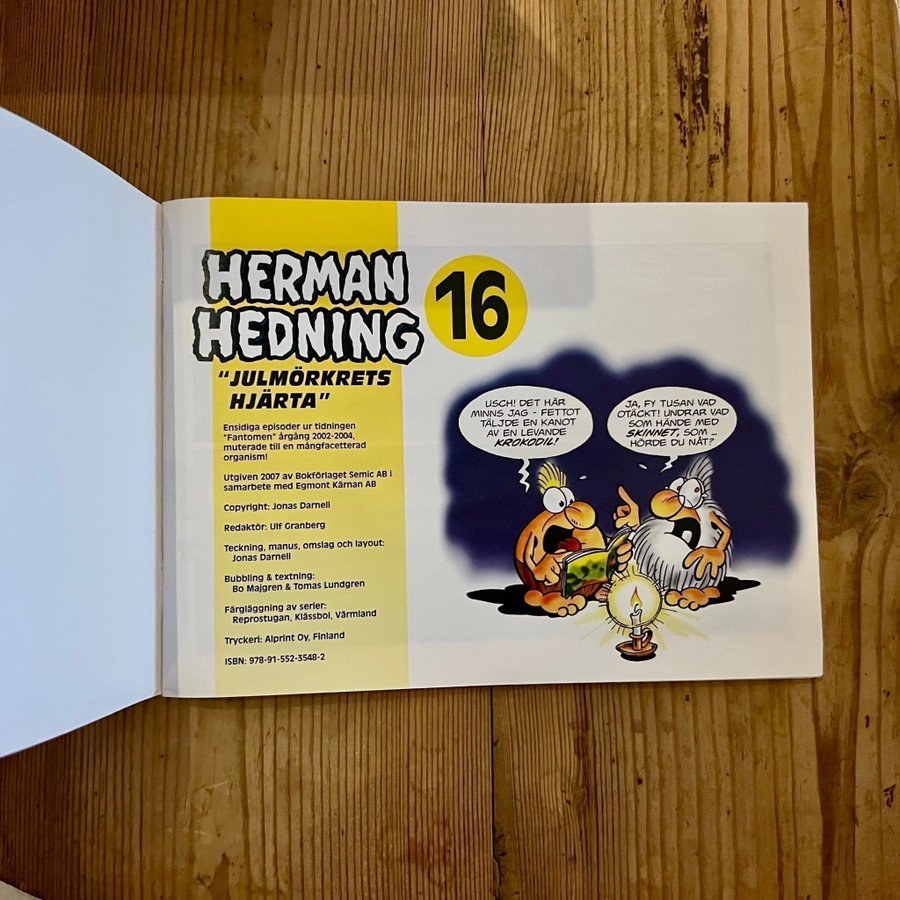 HERMAN
HEDNING
16
"JULMÖRKRETS
HJÄRTA"
Ensidiga episoder ur tidningen
"Fantomen" årgång 2002-2004,
muterade till en mångfacetterad
organism!
Utgiven 2007 av Bokförlaget Semic AB i
samarbete med Egmont Kärnan AB
Copyright: Jonas Darnell
Redaktör: Ulf Granberg
Teckning, manus, omslag och layout:
Jonas Darnell
Bubbling & textning:
Bo Majgren & Tomas Lundgren
Färgläggning av serier:
Reprostugan, Klässbol, Värmland
Tryckeri: Alprint Oy, Finland
ISBN: 978-91-552-3548-2
USCH! DET HÄR
MINNS JAG - FETTOT
TÄLJDE EN KANOT
AV EN LEVANDE
KROKODIL!
JA, FY TUSAN VAD
OTÄCKT! UNDRAR VAD
SOM HÄNDE MED
SKINNET, SOM _
HÖRDE DU NÅT?